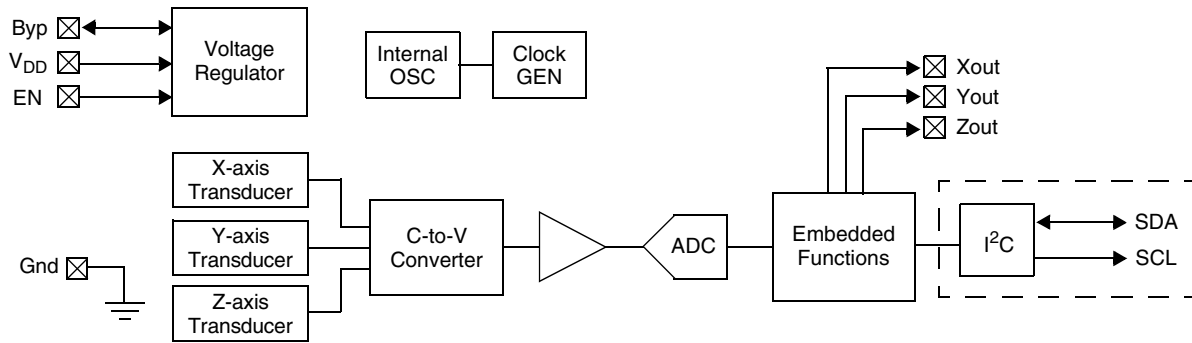 Byp
VDD
EN
Voltage
Regulator
Internal
OSC
Clock
GEN
Xout
Yout
Zout
X-axis
Transducer
Y-axis
Transducer
Z-axis
Transducer
Gnd
C-to-V
Converter
ADC
Embedded
Functions
I²C
SDA
SCL